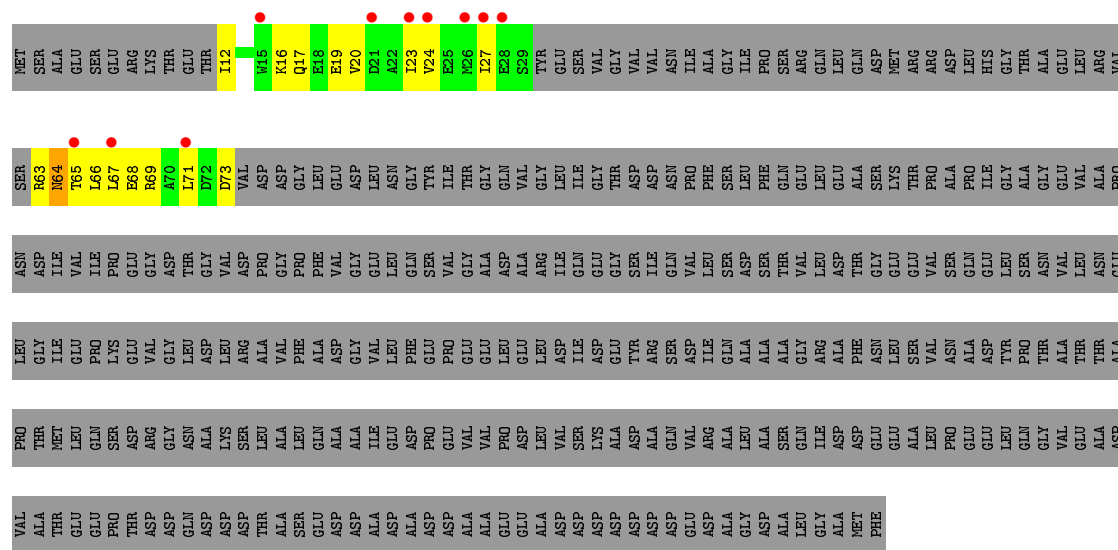 MET SER ALA GLU SER GLU ARG LYS THR GLU THR I12 W15 K16 Q17 E18 E19 V20 D21 A22 I23 V24 E25 M26 I27 E28 S29 TYR GLU SER VAL GLY VAL VAL ASN ILE ALA GLY ILE PRO SER ARG GLN LEU GLN ASP MET ARG ARG ASP LEU HIS GLY THR ALA GLU LEU ARG VAL
SER R63 N64 T65 L66 L67 E68 R69 A70 L71 D72 D73 VAL ASP ASP GLY LEU GLU ASP LEU ASN GLY TYR ILE THR GLY GLN VAL GLY LEU ILE GLY THR ASP ASP ASN PRO PHE SER LEU PHE GLN GLU LEU GLU ALA SER LYS THR PRO ALA PRO ILE GLY ALA GLY GLU VAL ALA PRO
ASN ASP ILE VAL ILE PRO GLU GLY ASP THR GLY VAL ASP PRO GLY PRO PHE VAL GLY GLU LEU GLN SER VAL GLY ALA ASP ALA ARG ILE GLN GLU GLY SER ILE GLN VAL LEU SER ASP SER THR VAL LEU ASP THR GLY GLU GLU VAL SER GLN GLU LEU SER ASN VAL LEU ASN GLU
LEU GLY ILE GLU PRO LYS GLU VAL GLY LEU ASP LEU ARG ALA VAL PHE ALA ASP GLY VAL LEU PHE GLU PRO GLU GLU LEU GLU LEU ASP ILE ASP GLU TYR ARG SER ASP ILE GLN ALA ALA ALA GLY ARG ALA PHE ASN LEU SER VAL ASN ALA ASP TYR PRO THR ALA THR THR ALA
PRO THR MET LEU GLN SER ASP ARG GLY ASN ALA LYS SER LEU ALA LEU GLN ALA ALA ILE GLU ASP PRO GLU VAL VAL PRO ASP LEU VAL SER LYS ALA ASP ALA GLN VAL ARG ALA LEU ALA SER GLN ILE ASP ASP GLU GLU ALA LEU PRO GLU GLU LEU GLN GLY VAL GLU ALA ASP
VAL ALA THR GLU GLU PRO THR ASP ASP GLN ASP ASP ASP THR ALA SER GLU ASP ASP ALA ASP ALA ASP ASP ALA ALA GLU GLU ALA ASP ASP ASP ASP ASP ASP GLU ASP ALA GLY ASP ALA LEU GLY ALA MET PHE